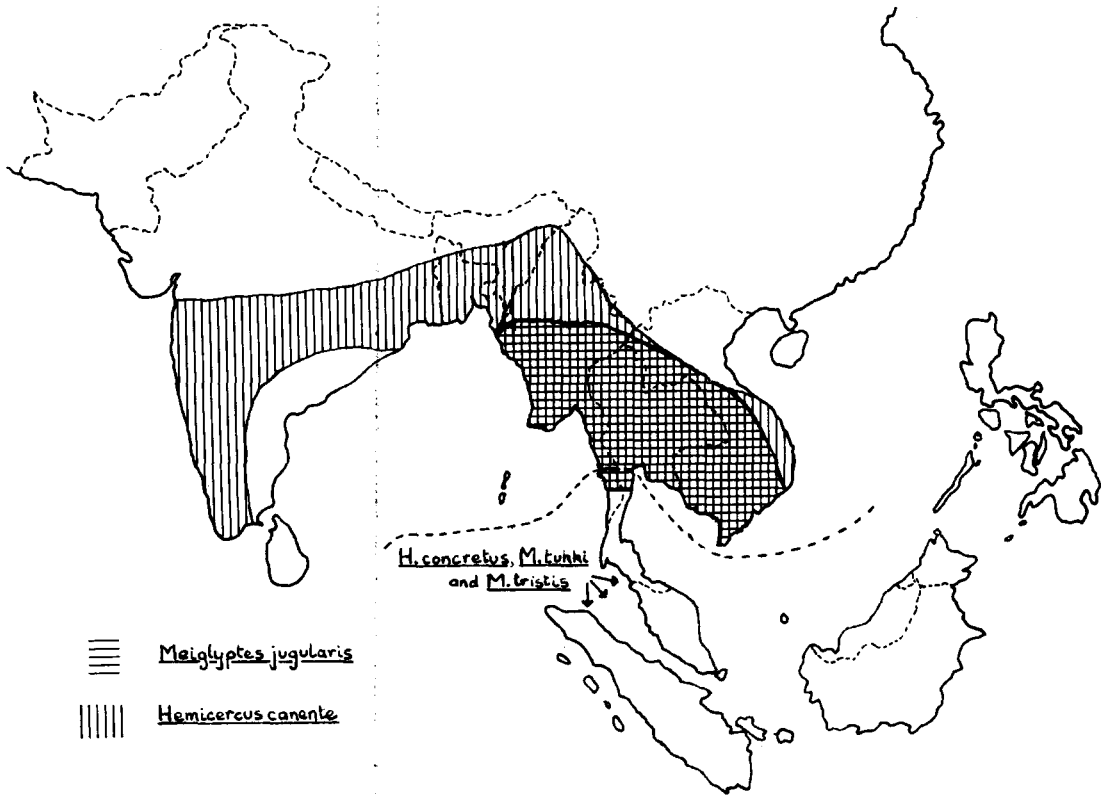 H. concretus, M. tukki
and M. tristis
Meiglyptes jugularis
Hemicercus canente